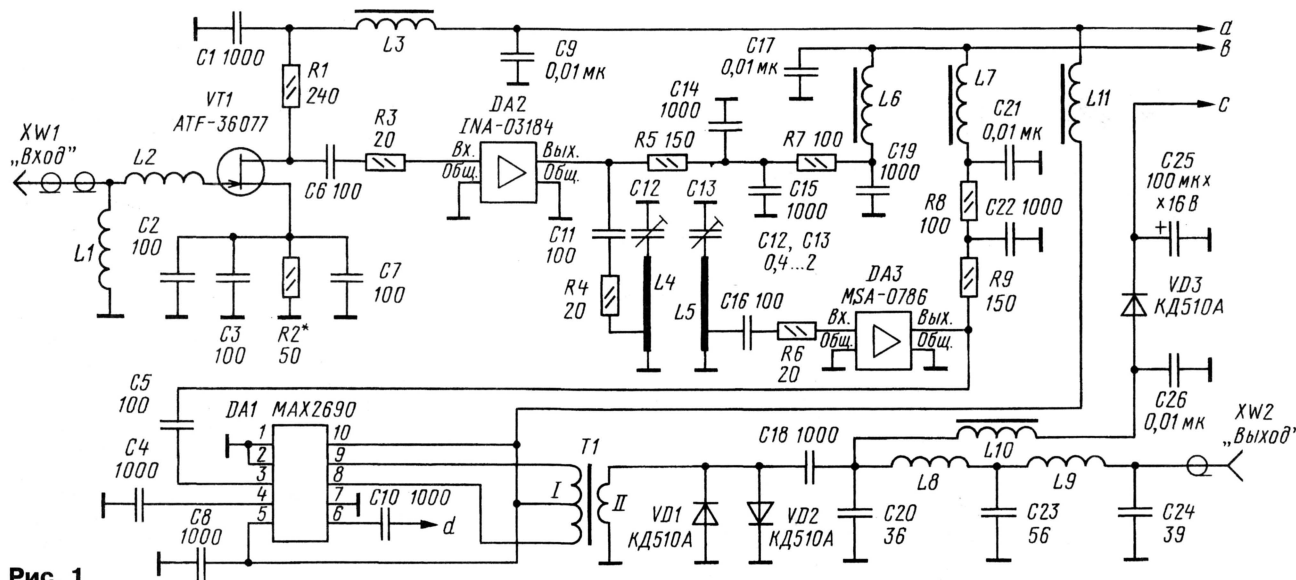 C1 1000
L3
C9
0,01 мк
C17
0,01 мк
a
в
c
R1
240
VT1
ATF-36077
XW1
„Вход"
L2
L1
R3
20
C6 100
DA2
INA-03184
Вх.
Общ.
Вых.
Общ.
R5 150
C14
1000
R7 100
C15
1000
C19
1000
L6
L7
L11
C21
0,01 мк
R8
100
C22 1000
R9
150
C25
100 мк×
×16 В
+
VD3
КД510А
C26
0,01 мк
C2
100
C3
100
R2*
50
C7
100
C11
100
R4
20
C12
L4
C13
L5
C12, C13
0,4...2
C16 100
R6
20
DA3
MSA-0786
Вх.
Общ.
Вых.
Общ.
C5
100
C4
1000
C8
1000
DA1 MAX2690
1
2
3
4
5
10
9
8
7
6
C10 1000
d
T1
I
II
VD1
КД510А
VD2
КД510А
C18 1000
L10
L8
L9
C20
36
C23
56
C24
39
XW2
„Выход"
Рис. 1